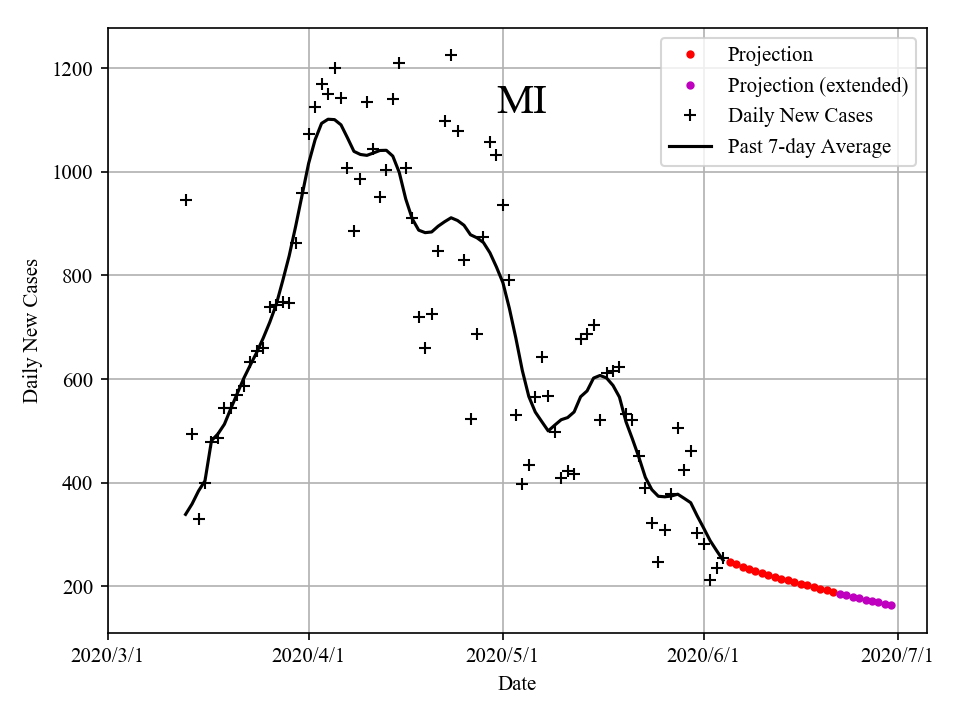 MI
Projection
Projection (extended)
Daily New Cases
Past 7-day Average
Daily New Cases
1200
1000
800
600
400
200
2020/3/1
2020/4/1
2020/5/1
2020/6/1
2020/7/1
Date